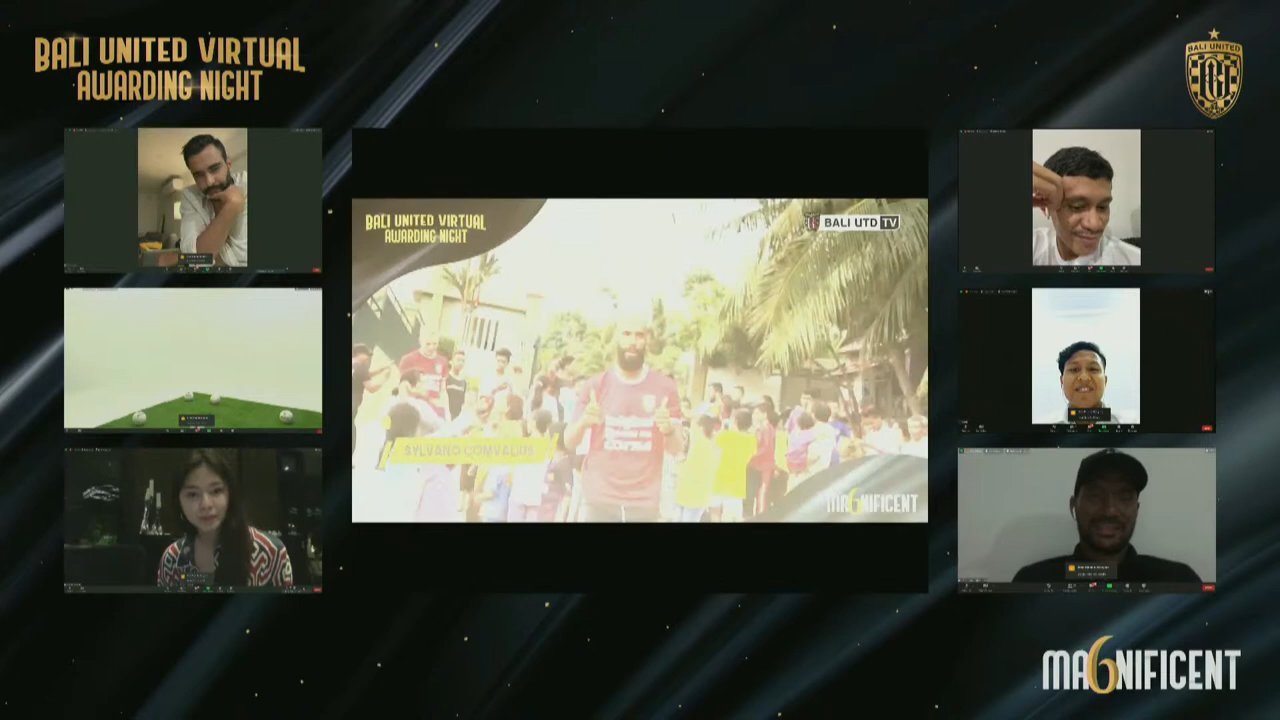 BALI UNITED VIRTUAL
AWARDING NIGHT
BALI UNITED
BALI UNITED VIRTUAL
AWARDING NIGHT
BALI UTD TV
SYLVANO COMVALIUS
MA6NIFICENT
MA6NIFICENT